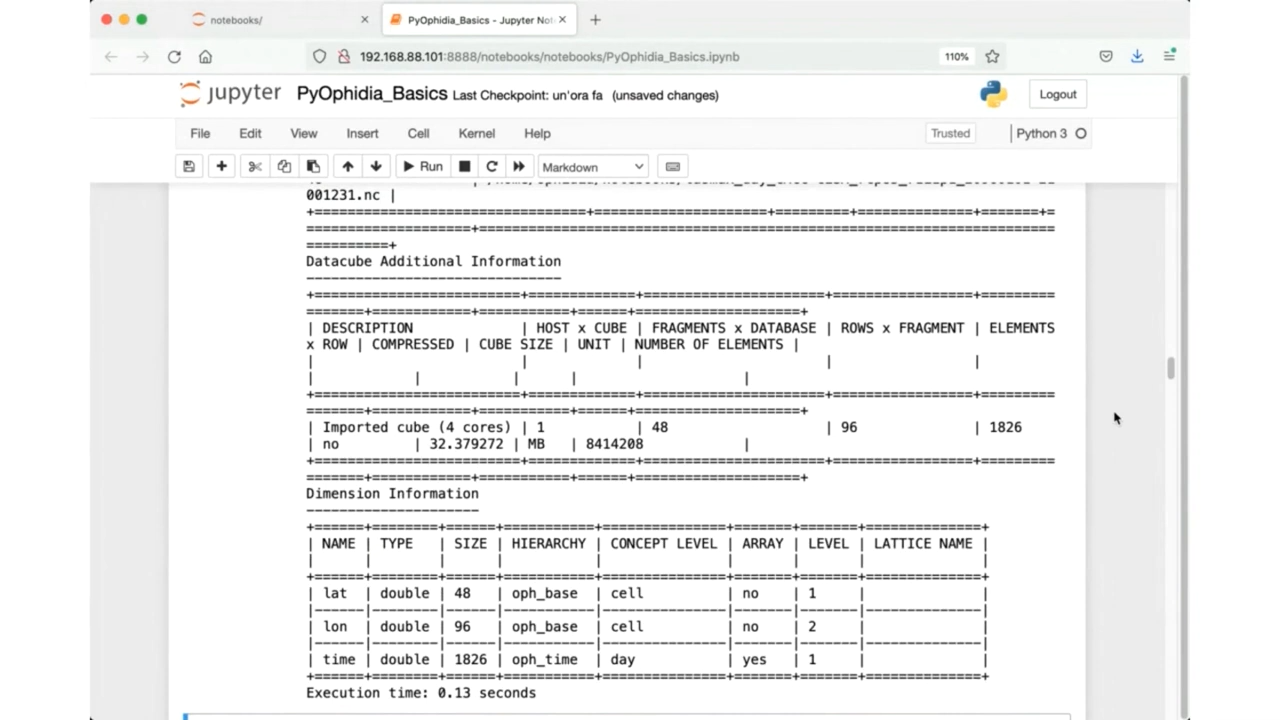 notebooks/
PyOphidia_Basics - Jupyter Not
192.168.88.101:8888/notebooks/notebooks/PyOphidia_Basics.ipynb
110%
jupyter PyOphidia_Basics Last Checkpoint: un'ora fa (unsaved changes)
Logout
File Edit View Insert Cell Kernel Help
Trusted | Python 3
Run
Markdown
001231.nc |
+=================================+======================+==========+===============+=======+=
====================+======================================================================
==========+
Datacube Additional Information
-------------------------------
+=========================+=============+======================+=================+=========
=======+============+===========+======+====================+
| DESCRIPTION | HOST x CUBE | FRAGMENTS x DATABASE | ROWS x FRAGMENT | ELEMENTS
x ROW | COMPRESSED | CUBE SIZE | UNIT | NUMBER OF ELEMENTS |
| | | | |
| | | | |
+=========================+=============+======================+=================+=========
=======+============+===========+======+====================+
| Imported cube (4 cores) | 1 | 48 | 96 | 1826
| no | 32.379272 | MB | 8414208 |
+=========================+=============+======================+=================+=========
=======+============+===========+======+====================+
Dimension Information
---------------------
+======+========+======+===========+===============+=======+=======+==============+
| NAME | TYPE | SIZE | HIERARCHY | CONCEPT LEVEL | ARRAY | LEVEL | LATTICE NAME |
| | | | | | | | |
+======+========+======+===========+===============+=======+=======+==============+
| lat | double | 48 | oph_base | cell | no | 1 | |
|------|--------|------|-----------|---------------|-------|-------|--------------|
| lon | double | 96 | oph_base | cell | no | 2 | |
|------|--------|------|-----------|---------------|-------|-------|--------------|
| time | double | 1826 | oph_time | day | yes | 1 | |
+======+========+======+===========+===============+=======+=======+==============+
Execution time: 0.13 seconds